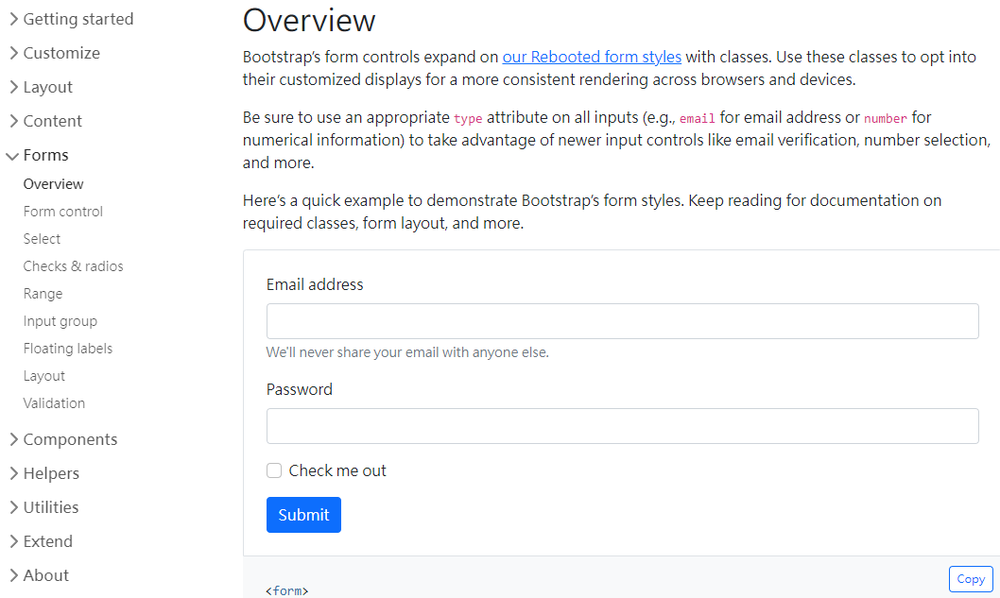 Getting started
Customize
Layout
Content
Forms
Overview
Form control
Select
Checks & radios
Range
Input group
Floating labels
Layout
Validation
Components
Helpers
Utilities
Extend
About
Overview
Bootstrap’s form controls expand on our Rebooted form styles with classes. Use these classes to opt into
their customized displays for a more consistent rendering across browsers and devices.
Be sure to use an appropriate type attribute on all inputs (e.g., email for email address or number for
numerical information) to take advantage of newer input controls like email verification, number selection,
and more.
Here’s a quick example to demonstrate Bootstrap’s form styles. Keep reading for documentation on
required classes, form layout, and more.
Email address
We'll never share your email with anyone else.
Password
Check me out
Submit
Copy
<form>